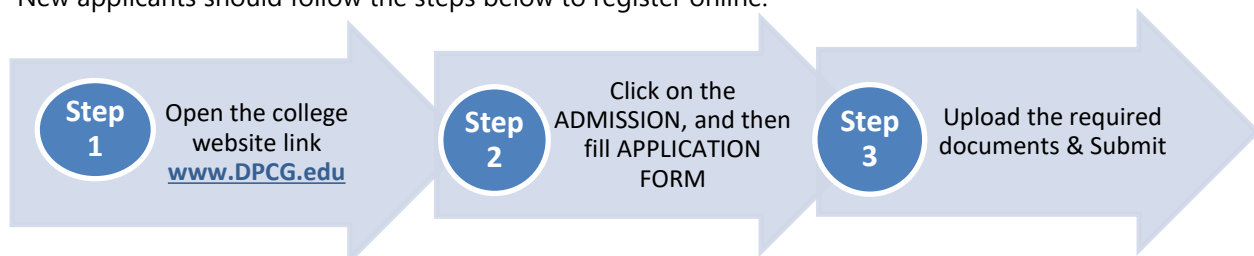 New applicants should follow the steps below to register online:
Step
1
Open the college
website link
www.DPCG.edu
Step
2
Click on the
ADMISSION, and then
fill APPLICATION
FORM
Step
3
Upload the required
documents & Submit